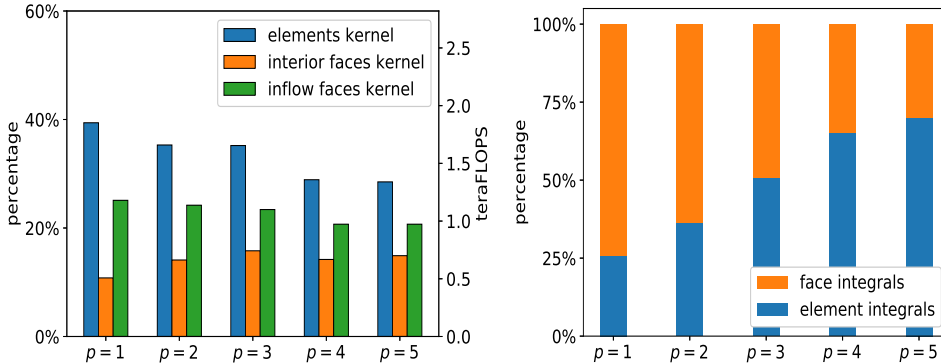 60%
40%
20%
0%
percentage
elements kernel
interior faces kernel
inflow faces kernel
2.5
2.0
1.5
1.0
0.5
0.0
teraFLOPS
p = 1
p = 2
p = 3
p = 4
p = 5
100%
75%
50%
25%
0%
percentage
face integrals
element integrals
p = 1
p = 2
p = 3
p = 4
p = 5